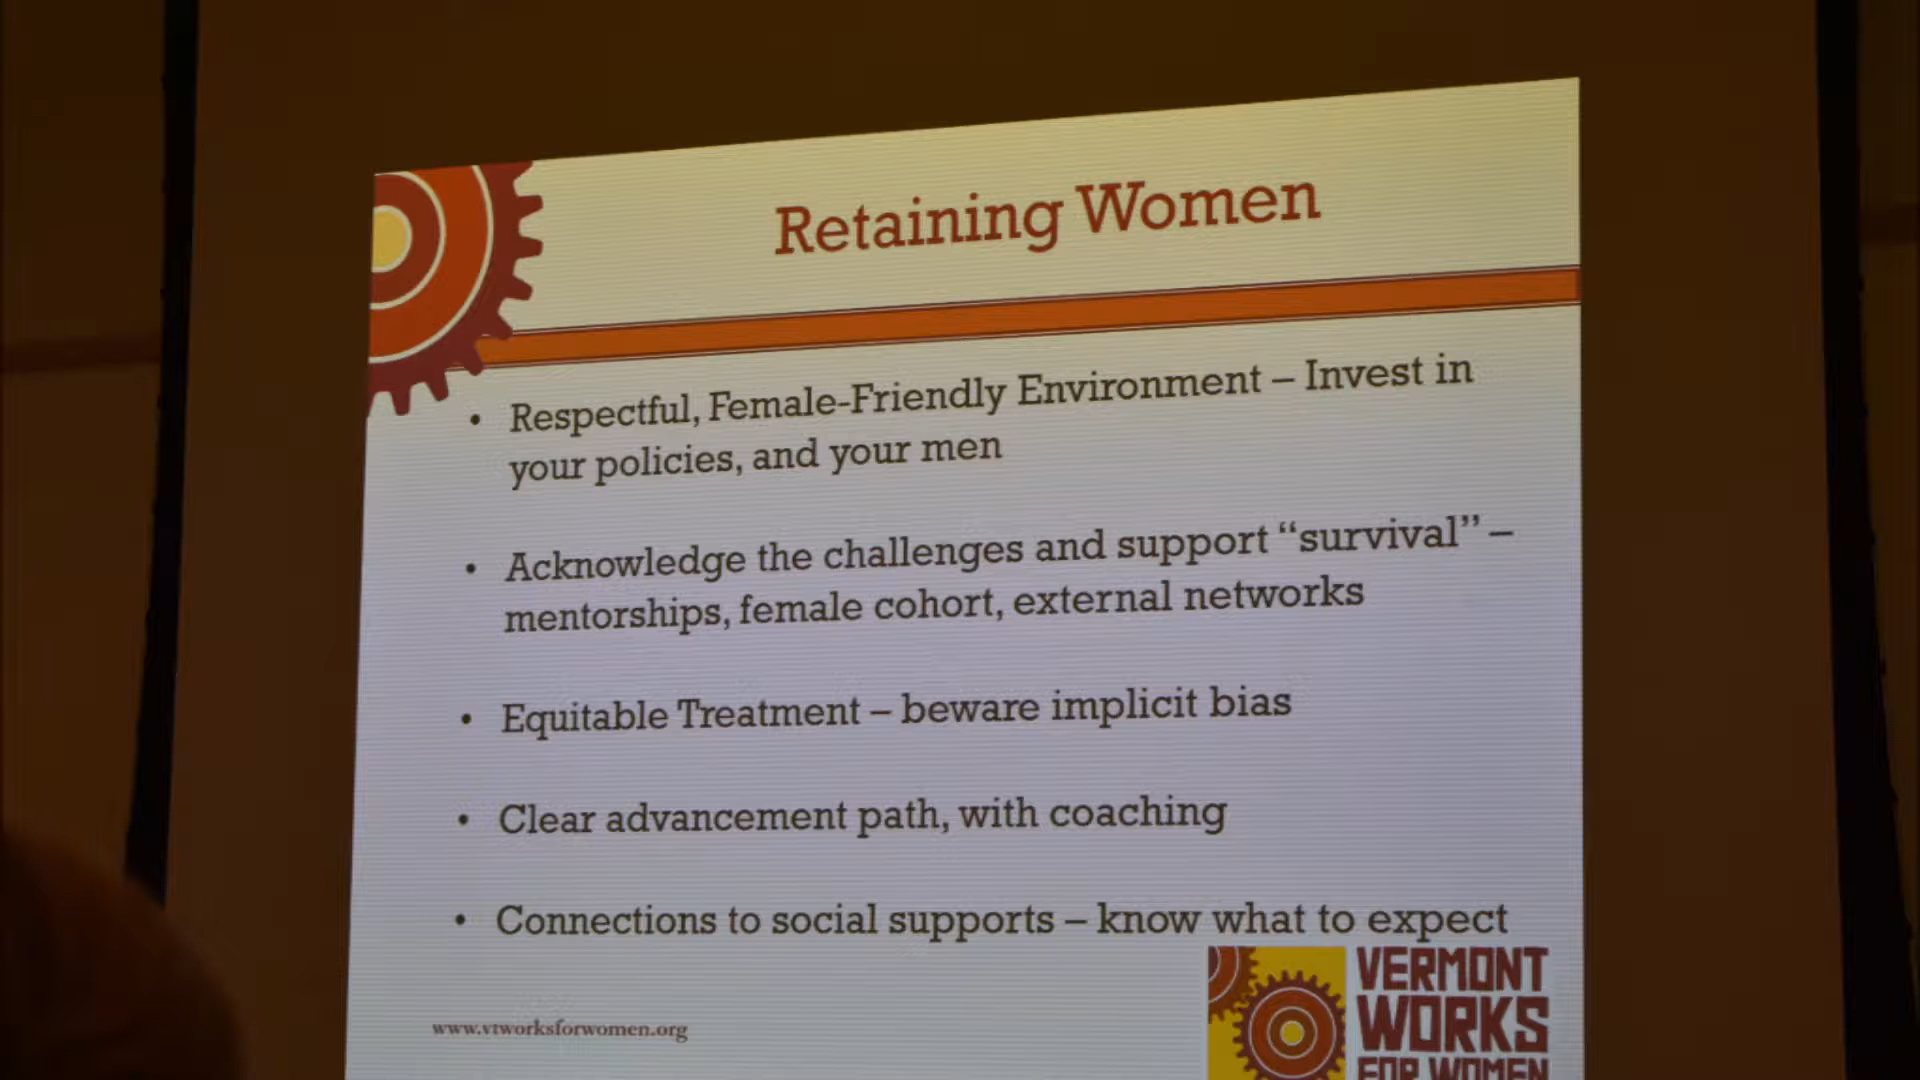 Retaining Women
• Respectful, Female-Friendly Environment – Invest in
your policies, and your men
• Acknowledge the challenges and support “survival” –
mentorships, female cohort, external networks
• Equitable Treatment – beware implicit bias
• Clear advancement path, with coaching
• Connections to social supports – know what to expect
www.vtworksforwomen.org
VERMONT
WORKS
FOR WOMEN